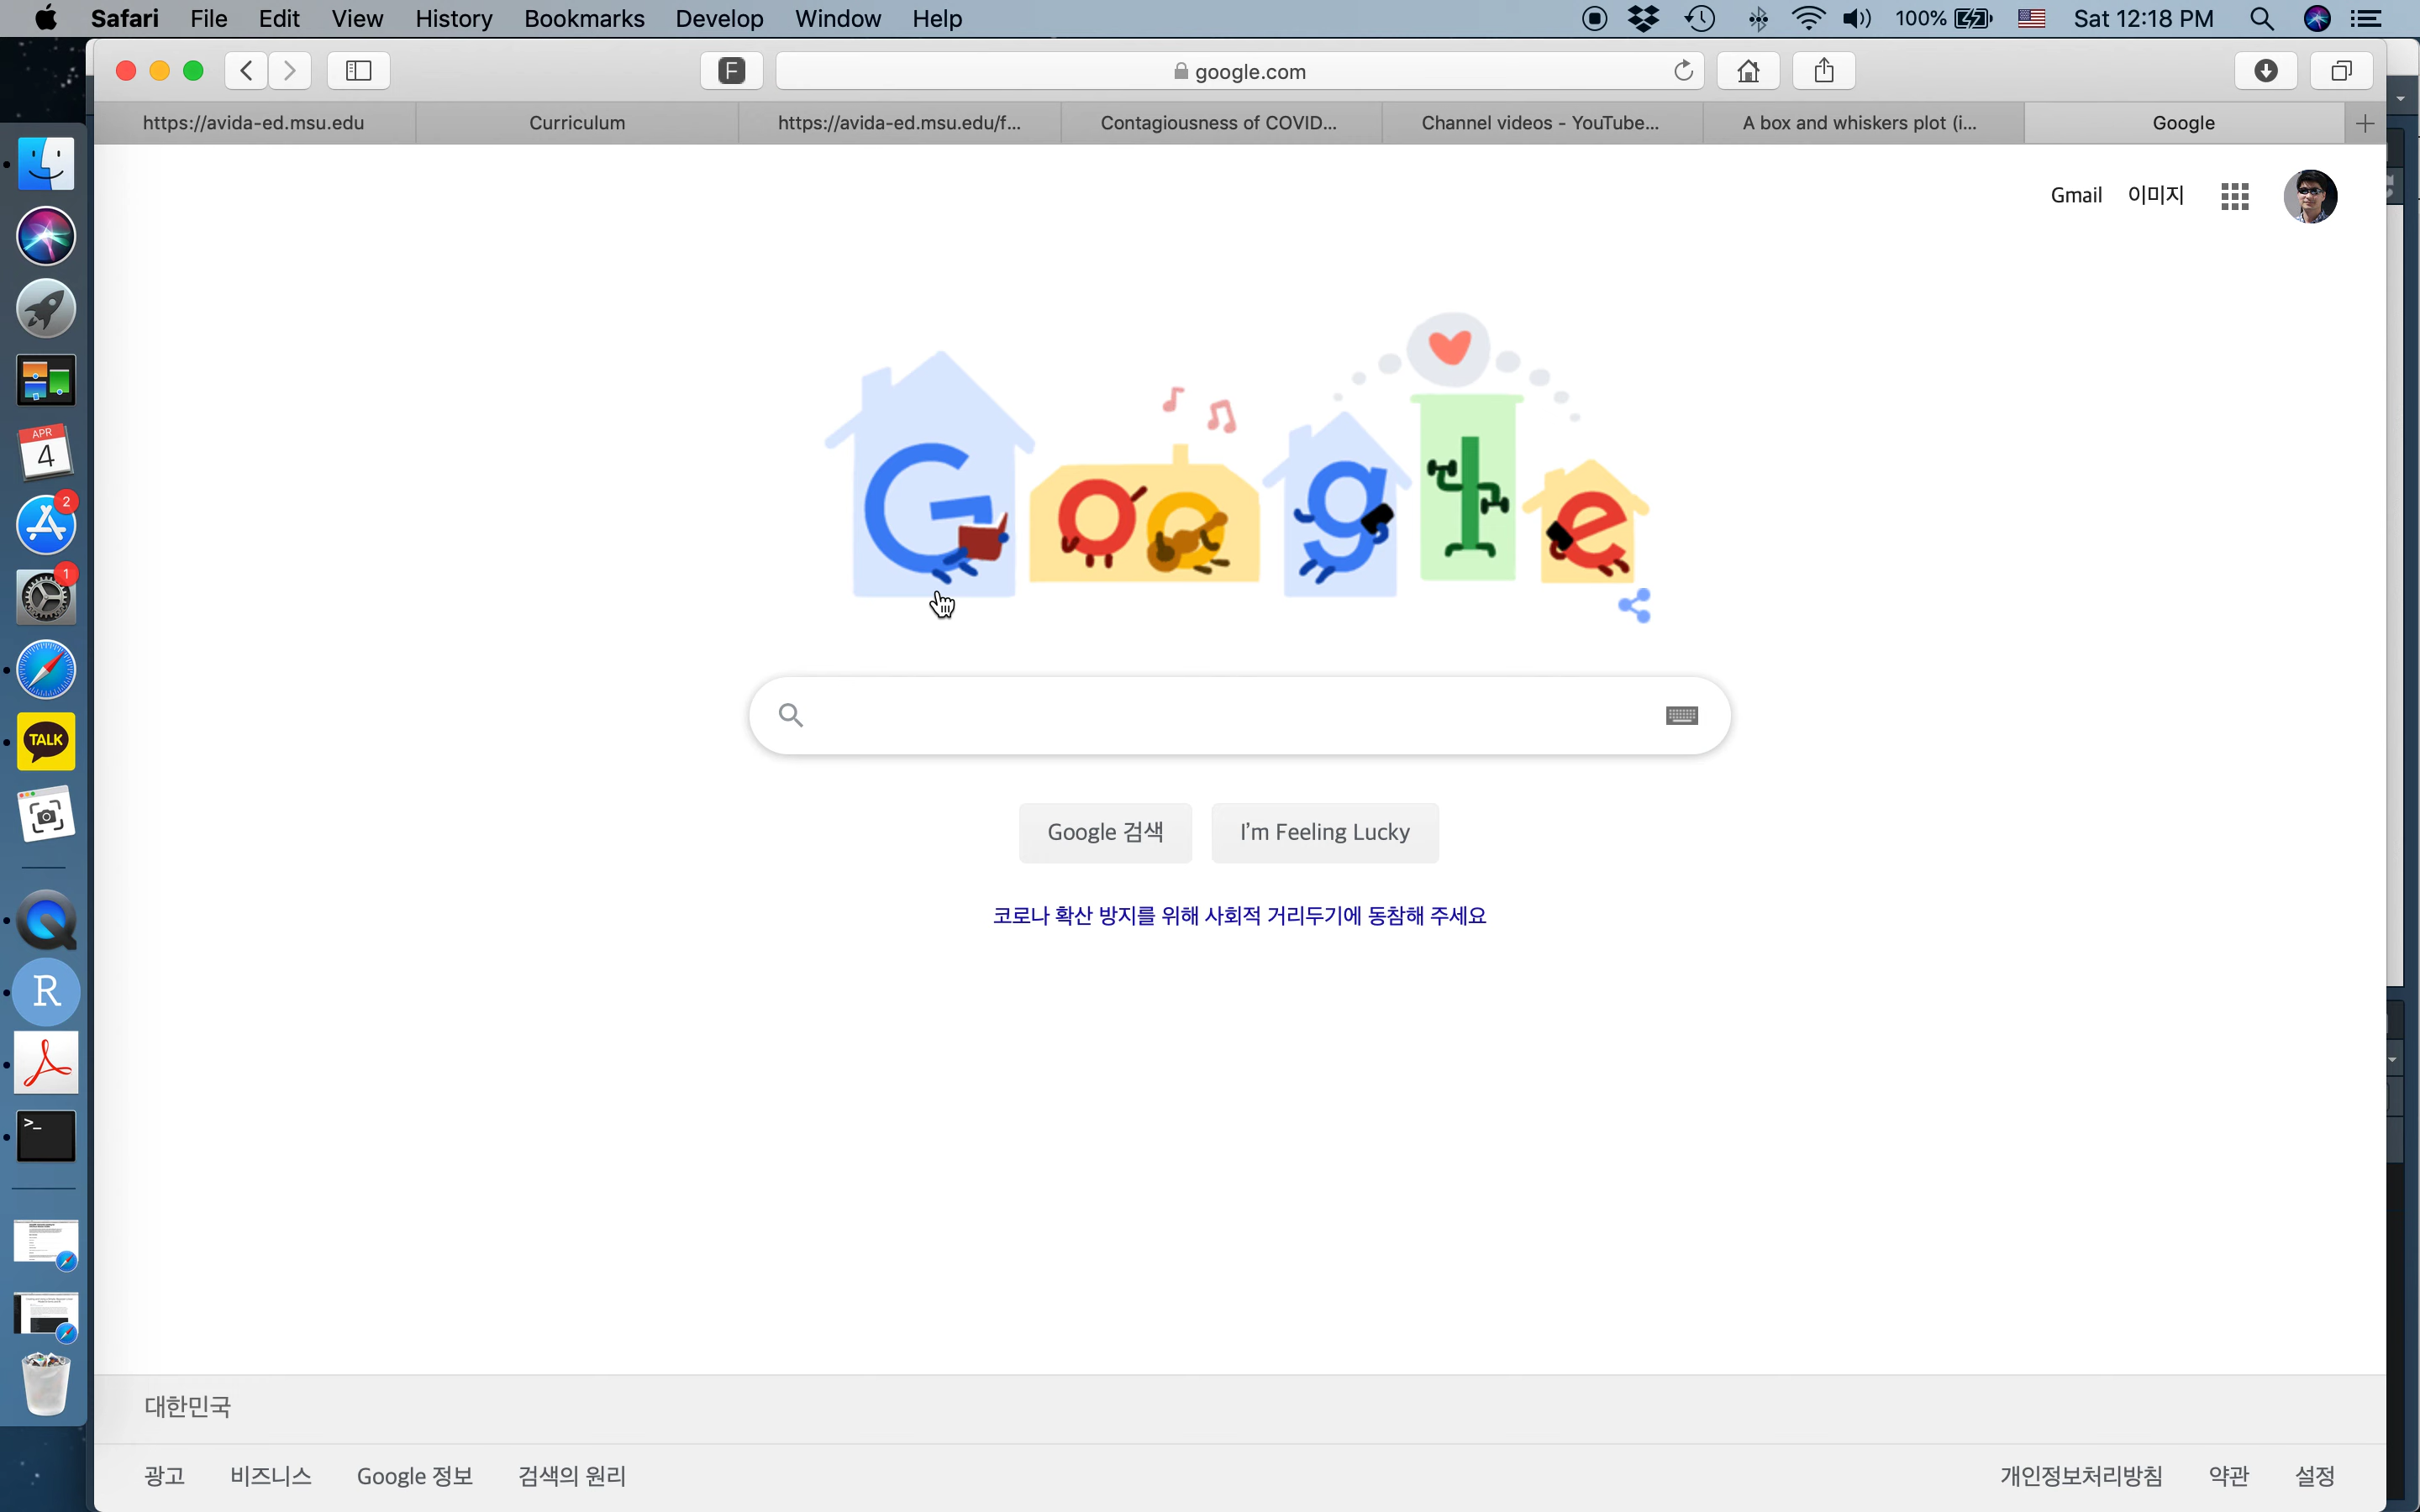 Safari File Edit View History Bookmarks Develop Window Help 100% Sat 12:18 PM
F google.com
https://avida-ed.msu.edu Curriculum https://avida-ed.msu.edu/f... Contagiousness of COVID... Channel videos - YouTube... A box and whiskers plot (i... Google
Gmail 이미지
APR
4
2
1
Google
TALK
Google 검색 I'm Feeling Lucky
코로나 확산 방지를 위해 사회적 거리두기에 동참해 주세요
R
>_
대한민국
광고 비즈니스 Google 정보 검색의 원리 개인정보처리방침 약관 설정